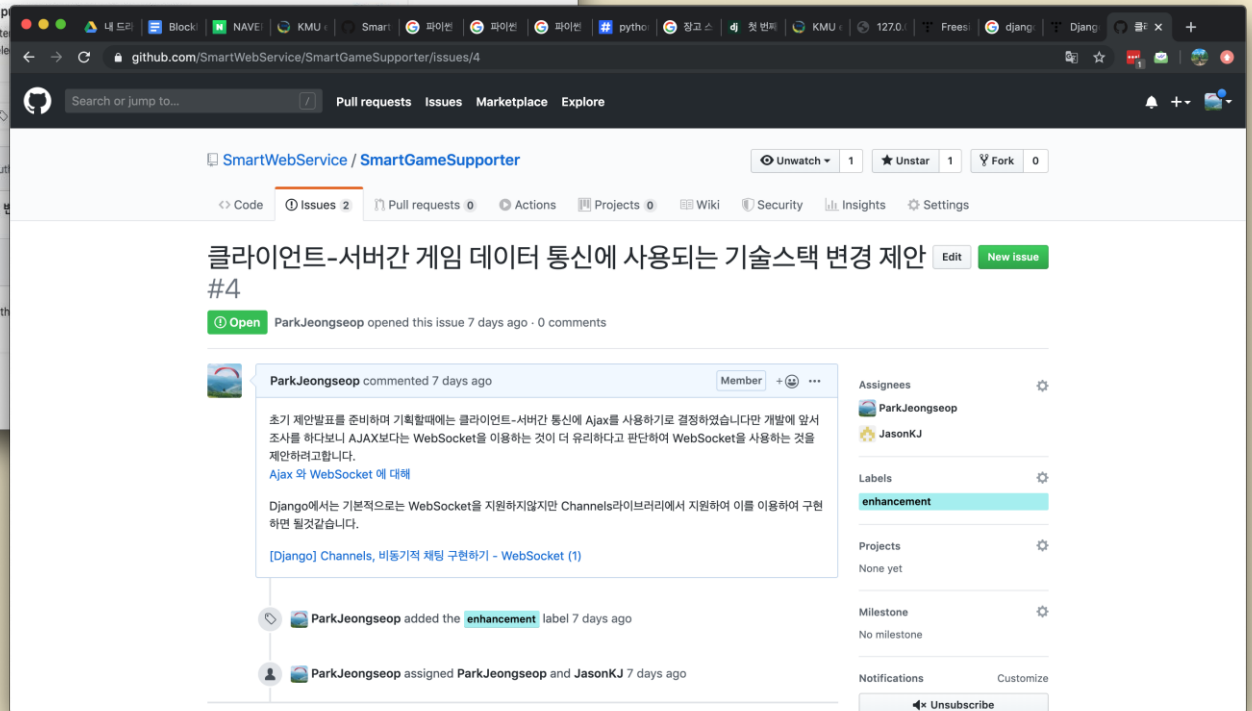 내 드라
Block
NAVE
KMU
Smart
파이썬
파이썬
파이썬
pytho
장고 스
dj 첫 번째
KMU
127.0.
Freesi
djang
Djang
클ㄹ
github.com/SmartWebService/SmartGameSupporter/issues/4
Search or jump to...
/
Pull requests Issues Marketplace Explore
SmartWebService / SmartGameSupporter
Unwatch 1 Unstar 1 Fork 0
Code Issues 2 Pull requests 0 Actions Projects 0 Wiki Security Insights Settings
클라이언트-서버간 게임 데이터 통신에 사용되는 기술스택 변경 제안 Edit New issue
#4
Open ParkJeongseop opened this issue 7 days ago · 0 comments
ParkJeongseop commented 7 days ago Member
초기 제안발표를 준비하며 기획할때에는 클라이언트-서버간 통신에 Ajax를 사용하기로 결정하였습니다만 개발에 앞서
조사를 하다보니 AJAX보다는 WebSocket을 이용하는 것이 더 유리하다고 판단하여 WebSocket을 사용하는 것을
제안하려고합니다.
Ajax 와 WebSocket 에 대해
Django에서는 기본적으로는 WebSocket을 지원하지않지만 Channels라이브러리에서 지원하여 이를 이용하여 구현
하면 될것같습니다.
[Django] Channels, 비동기적 채팅 구현하기 - WebSocket (1)
ParkJeongseop added the enhancement label 7 days ago
ParkJeongseop assigned ParkJeongseop and JasonKJ 7 days ago
Assignees
ParkJeongseop
JasonKJ
Labels
enhancement
Projects
None yet
Milestone
No milestone
Notifications Customize
Unsubscribe